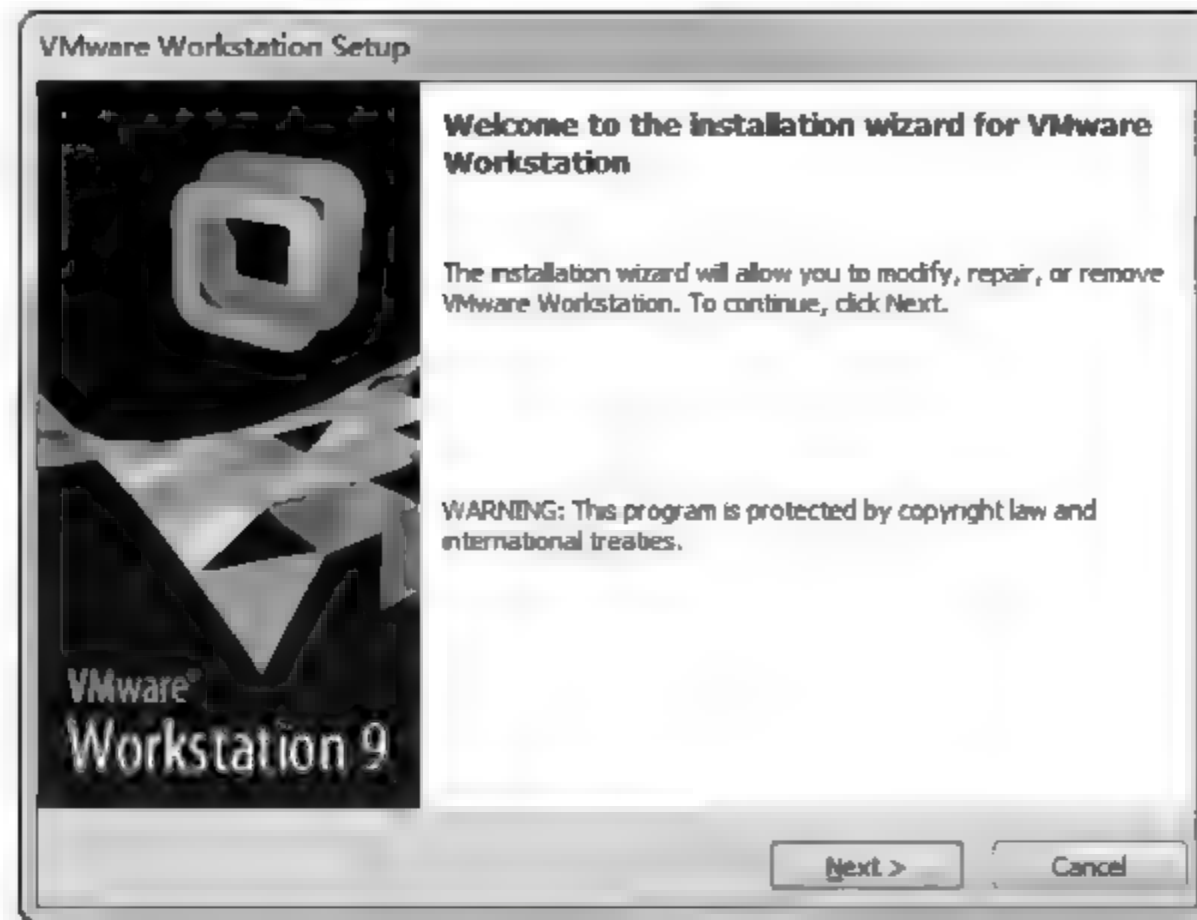 VMware Workstation Setup
Welcome to the installation wizard for VMware
Workstation
The installation wizard will allow you to modify, repair, or remove
VMware Workstation. To continue, click Next.
WARNING: This program is protected by copyright law and
international treaties.
VMware®
Workstation 9
Next >
Cancel